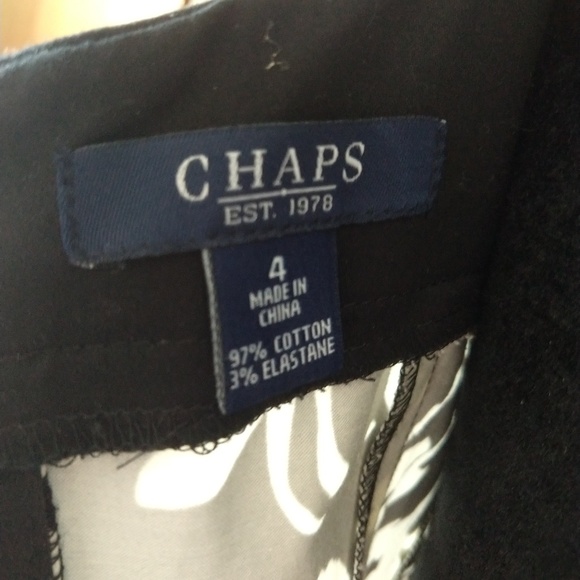 CHAPS
EST. 1978
4
MADE IN
CHINA
97% COTTON
3% ELASTANE